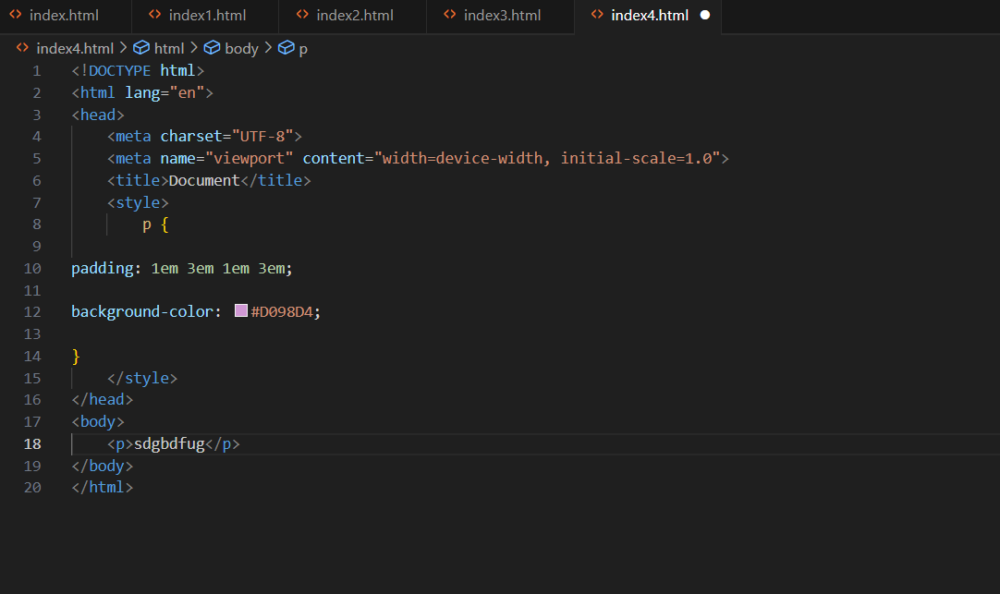 index.html index1.html index2.html index3.html index4.html
index4.html > html > body > p
1 <!DOCTYPE html>
2 <html lang="en">
3 <head>
4 <meta charset="UTF-8">
5 <meta name="viewport" content="width=device-width, initial-scale=1.0">
6 <title>Document</title>
7 <style>
8 p {
9
10 padding: 1em 3em 1em 3em;
11
12 background-color: #D098D4;
13
14 }
15 </style>
16 </head>
17 <body>
18 <p>sdgbdfug</p>
19 </body>
20 </html>